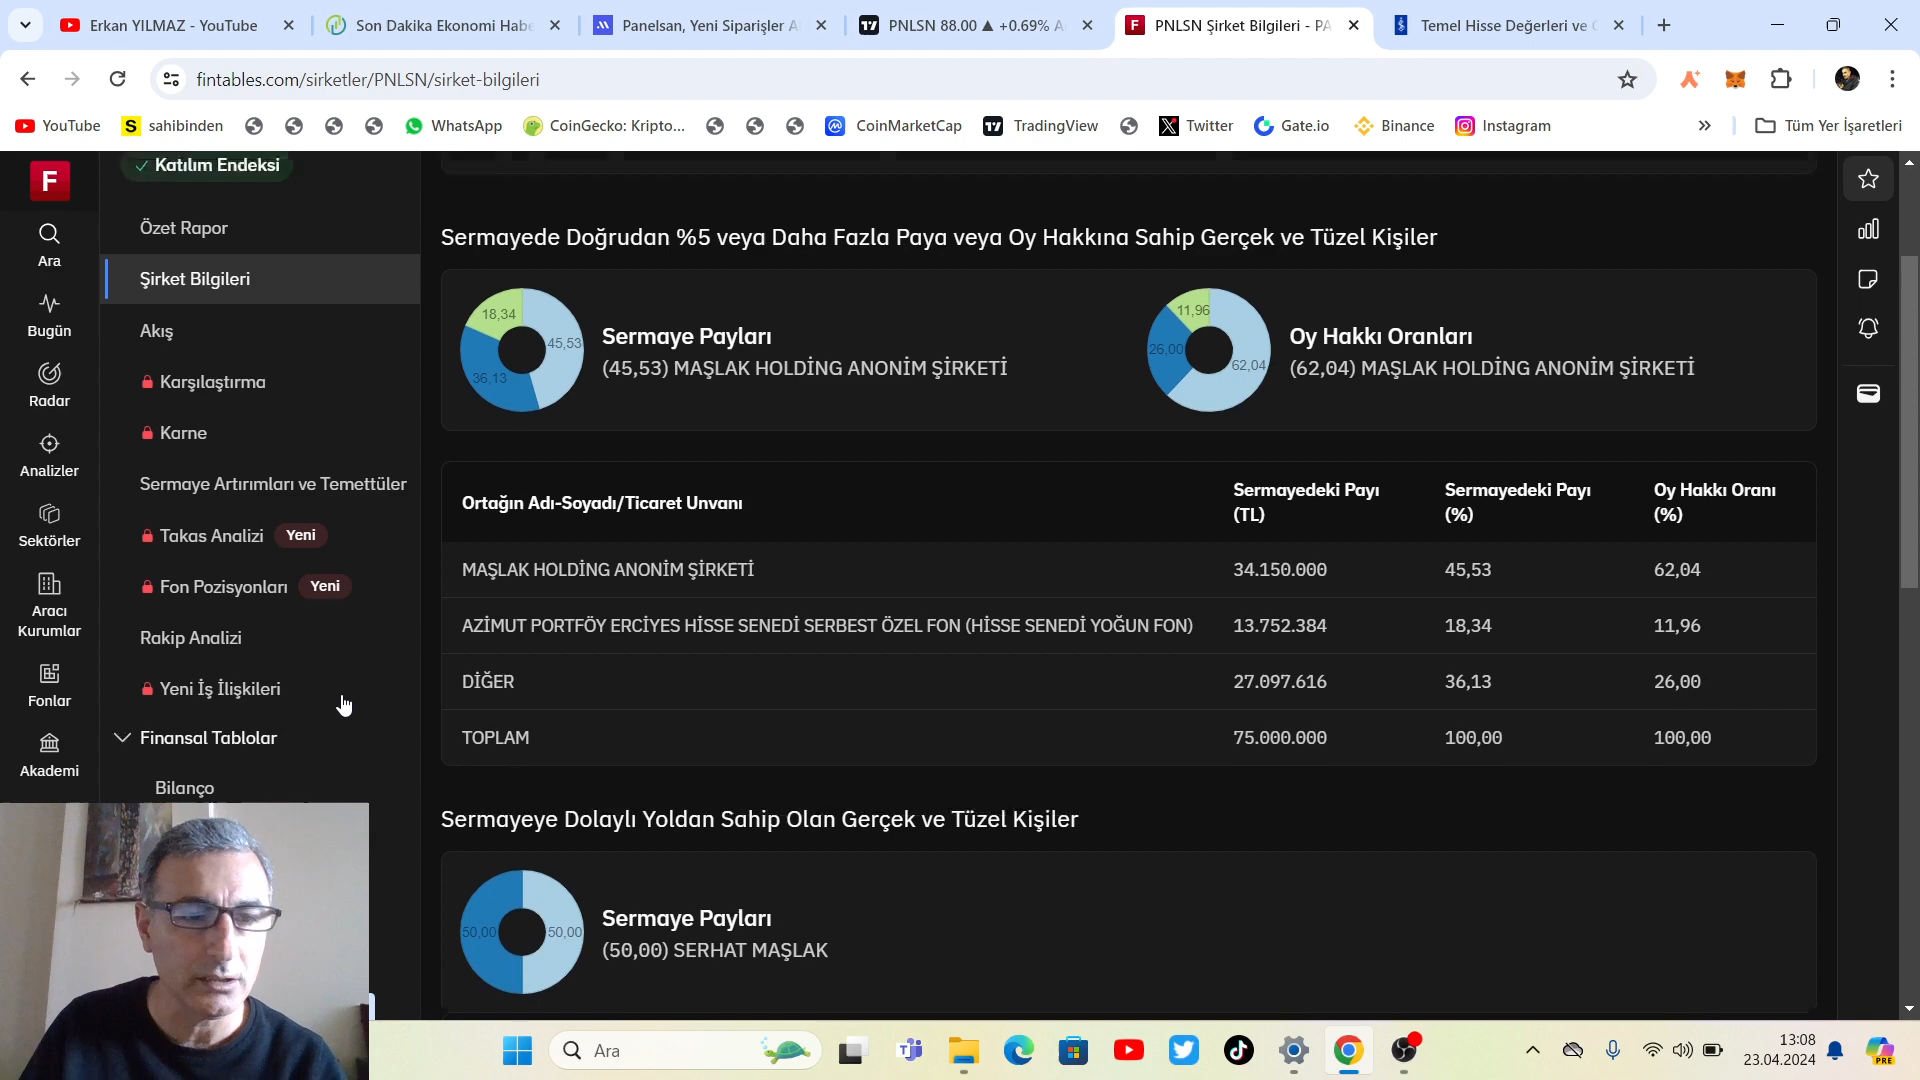 Erkan YILMAZ - YouTube
Son Dakika Ekonomi Habe
Panelsan, Yeni Siparişler A
PNLSN 88.00 ▲ +0.69% A
PNLSN Şirket Bilgileri - PA
Temel Hisse Değerleri ve
fintables.com/sirketler/PNLSN/sirket-bilgileri
YouTube
sahibinden
WhatsApp
CoinGecko: Kripto...
CoinMarketCap
TradingView
Twitter
Gate.io
Binance
Instagram
Tüm Yer İşaretleri
Ara
Bugün
Radar
Analizler
Sektörler
Aracı
Kurumlar
Fonlar
Akademi
Katılım Endeksi
Özet Rapor
Şirket Bilgileri
Akış
Karşılaştırma
Karne
Sermaye Artırımları ve Temettüler
Takas Analizi Yeni
Fon Pozisyonları Yeni
Rakip Analizi
Yeni İş İlişkileri
Finansal Tablolar
Bilanço
Sermayede Doğrudan %5 veya Daha Fazla Paya veya Oy Hakkına Sahip Gerçek ve Tüzel Kişiler
18,34
45,53
36,13
Sermaye Payları
(45,53) MAŞLAK HOLDİNG ANONİM ŞİRKETİ
11,96
26,00
62,04
Oy Hakkı Oranları
(62,04) MAŞLAK HOLDİNG ANONİM ŞİRKETİ
Ortağın Adı-Soyadı/Ticaret Unvanı
Sermayedeki Payı
(TL)
Sermayedeki Payı
(%)
Oy Hakkı Oranı
(%)
MAŞLAK HOLDİNG ANONİM ŞİRKETİ 34.150.000 45,53 62,04
AZİMUT PORTFÖY ERCİYES HİSSE SENEDİ SERBEST ÖZEL FON (HİSSE SENEDİ YOĞUN FON) 13.752.384 18,34 11,96
DİĞER 27.097.616 36,13 26,00
TOPLAM 75.000.000 100,00 100,00
Sermayeye Dolaylı Yoldan Sahip Olan Gerçek ve Tüzel Kişiler
50,00
50,00
Sermaye Payları
(50,00) SERHAT MAŞLAK
Ara
13:08
23.04.2024
PRE